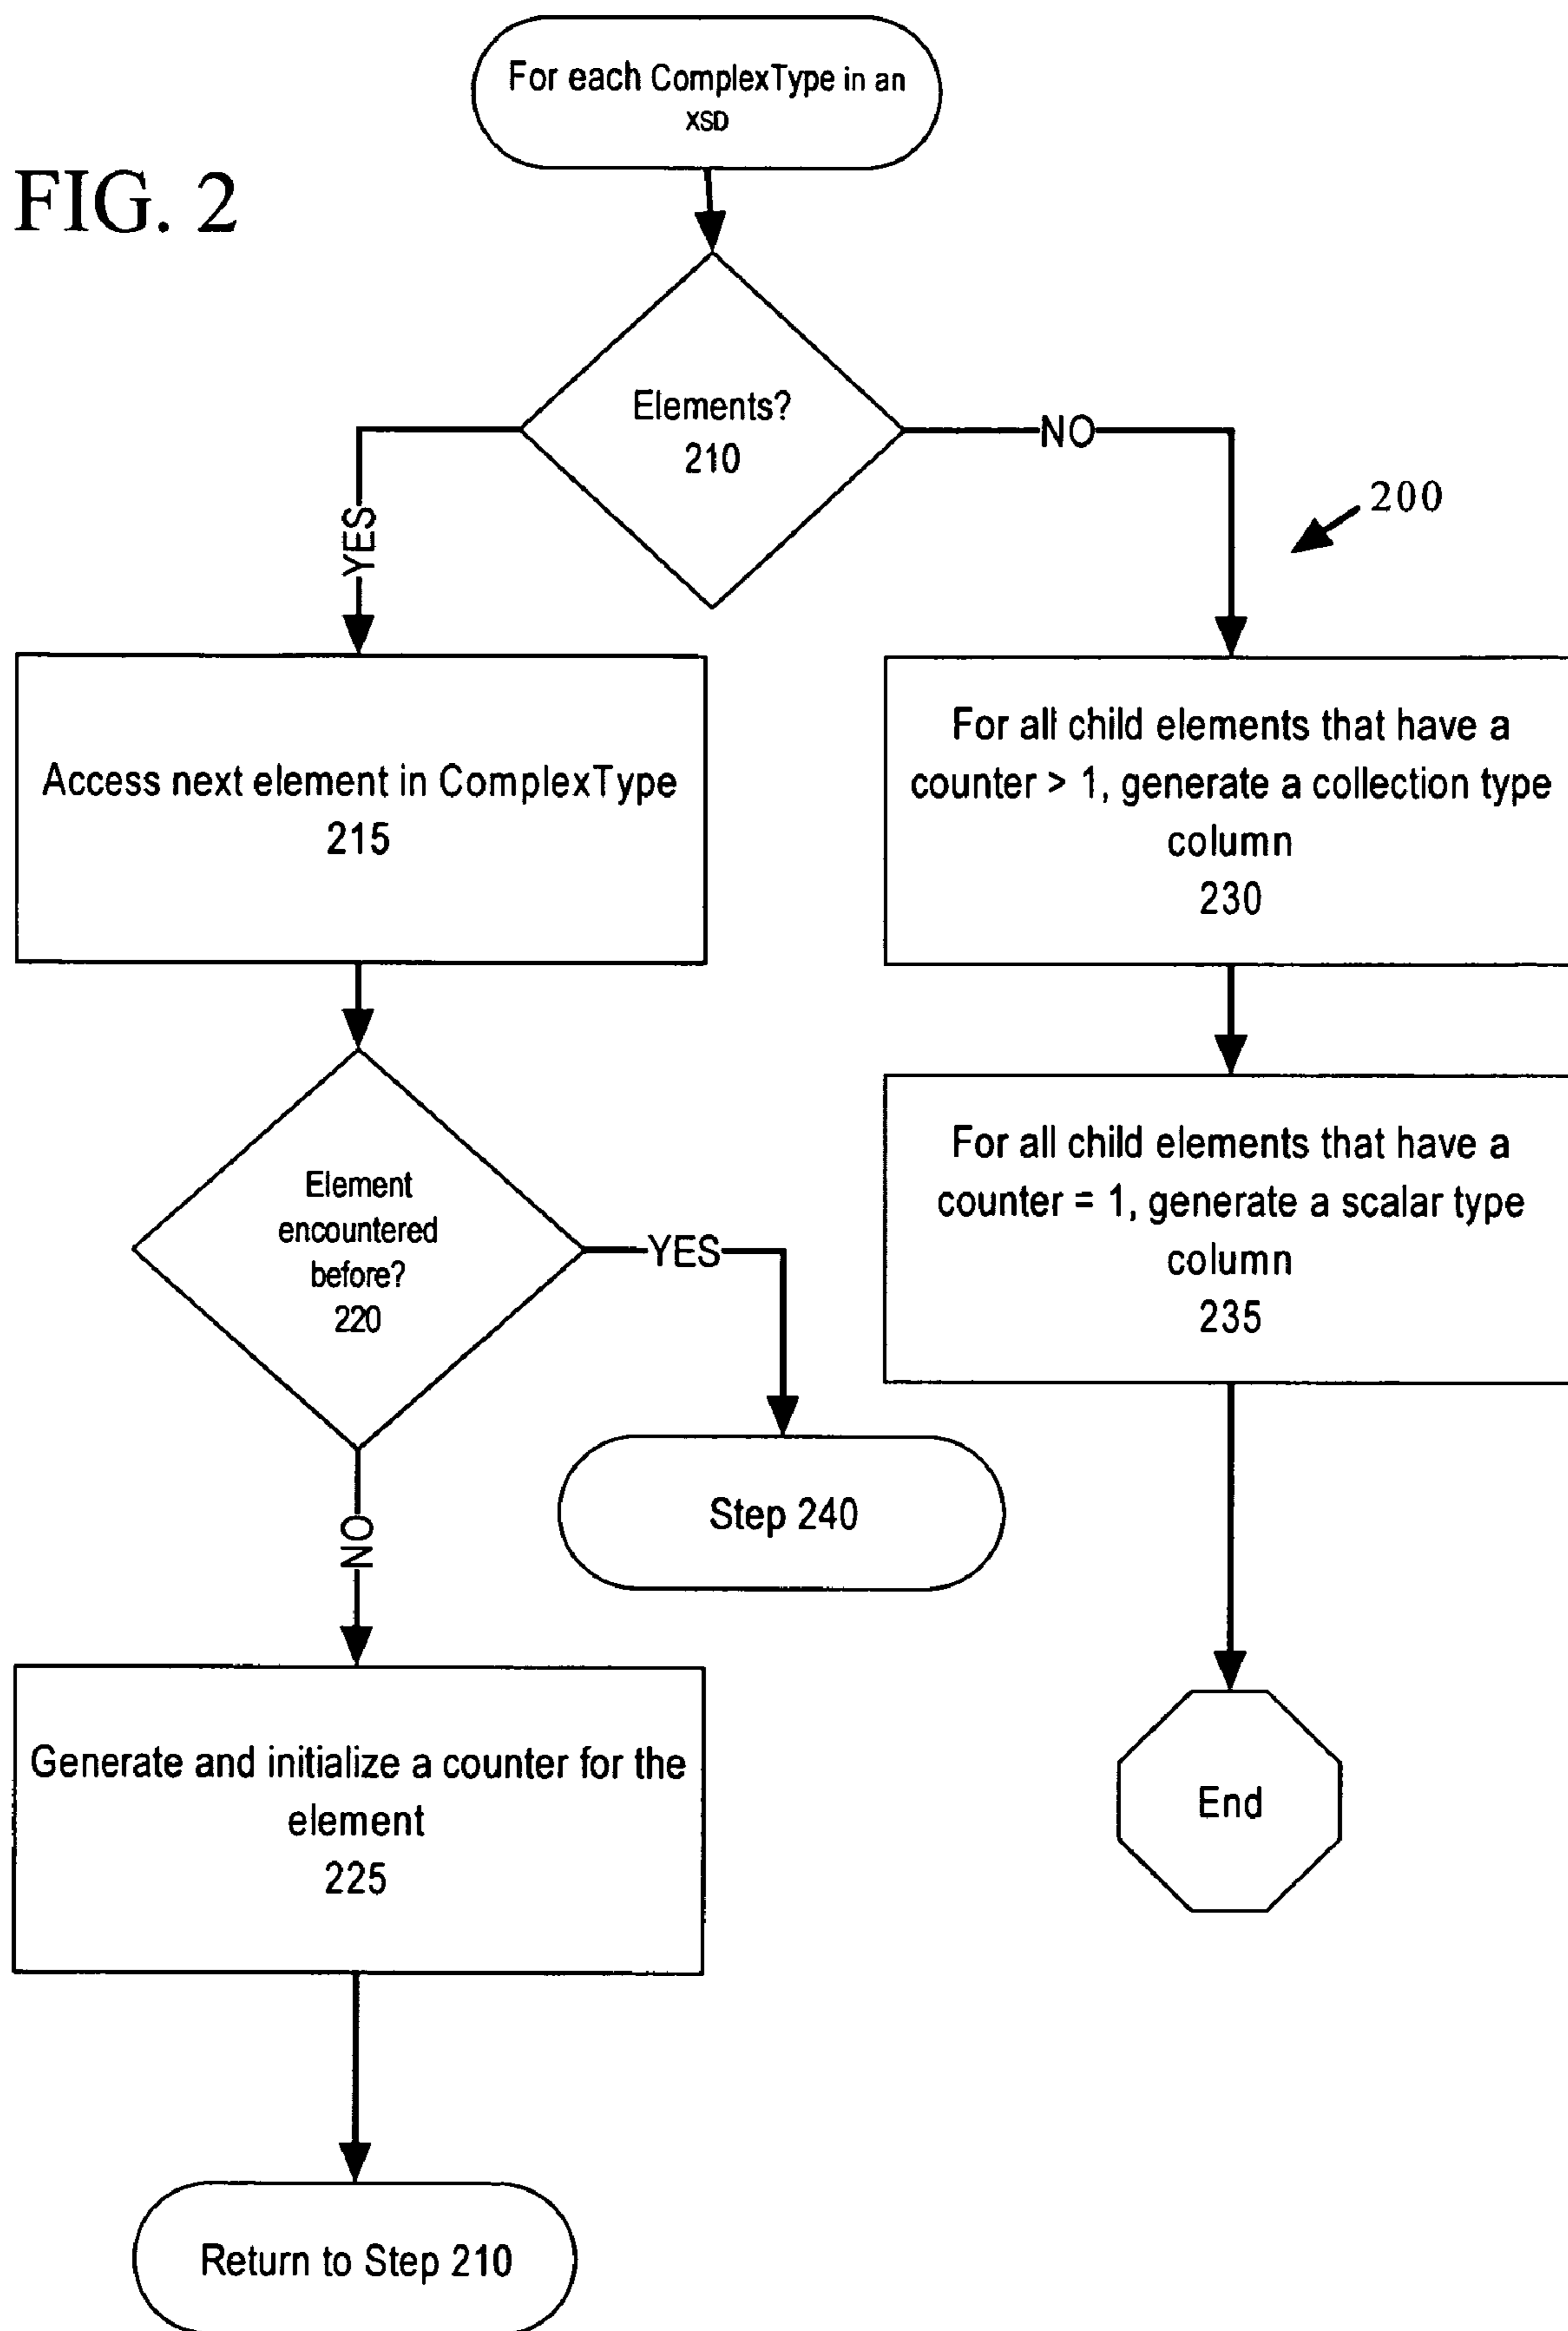 For each ComplexType in an
XSD
FIG. 2
Elements?
210
NO
YES
200
Access next element in ComplexType
215
For all child elements that have a
counter > 1, generate a collection type
column
230
Element
encountered
before?
220
YES
For all child elements that have a
counter = 1, generate a scalar type
column
235
Step 240
NO
Generate and initialize a counter for the
element
225
End
Return to Step 210